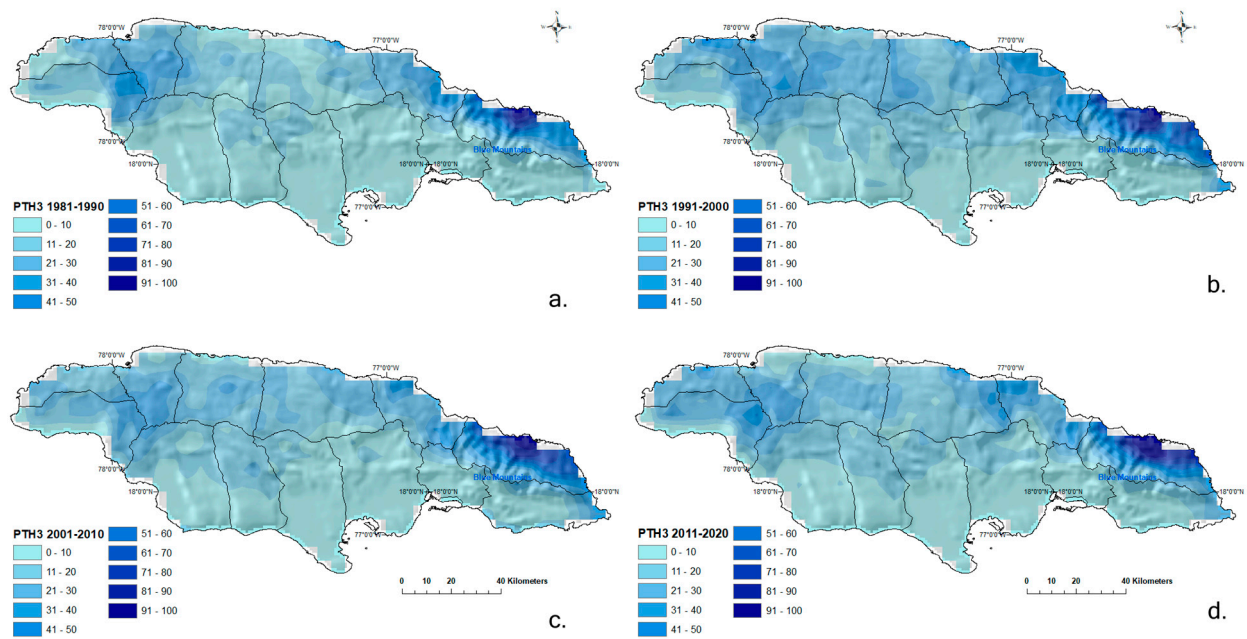 N
W E
S
78°0'0"W
77°0'0"W
Blue Mountains
78°0'0"W
18°0'0"N
18°0'0"N
18°0'0"N
77°0'0"W
PTH3 1981-1990
0 - 10
11 - 20
21 - 30
31 - 40
41 - 50
51 - 60
61 - 70
71 - 80
81 - 90
91 - 100
a.
N
W E
S
78°0'0"W
77°0'0"W
Blue Mountains
78°0'0"W
18°0'0"N
18°0'0"N
18°0'0"N
77°0'0"W
PTH3 1991-2000
0 - 10
11 - 20
21 - 30
31 - 40
41 - 50
51 - 60
61 - 70
71 - 80
81 - 90
91 - 100
b.
78°0'0"W
77°0'0"W
Blue Mountains
78°0'0"W
18°0'0"N
18°0'0"N
18°0'0"N
77°0'0"W
PTH3 2001-2010
0 - 10
11 - 20
21 - 30
31 - 40
41 - 50
51 - 60
61 - 70
71 - 80
81 - 90
91 - 100
0 10 20 40 Kilometers
c.
78°0'0"W
77°0'0"W
Blue Mountains
78°0'0"W
18°0'0"N
18°0'0"N
18°0'0"N
77°0'0"W
PTH3 2011-2020
0 - 10
11 - 20
21 - 30
31 - 40
41 - 50
51 - 60
61 - 70
71 - 80
81 - 90
91 - 100
0 10 20 40 Kilometers
d.